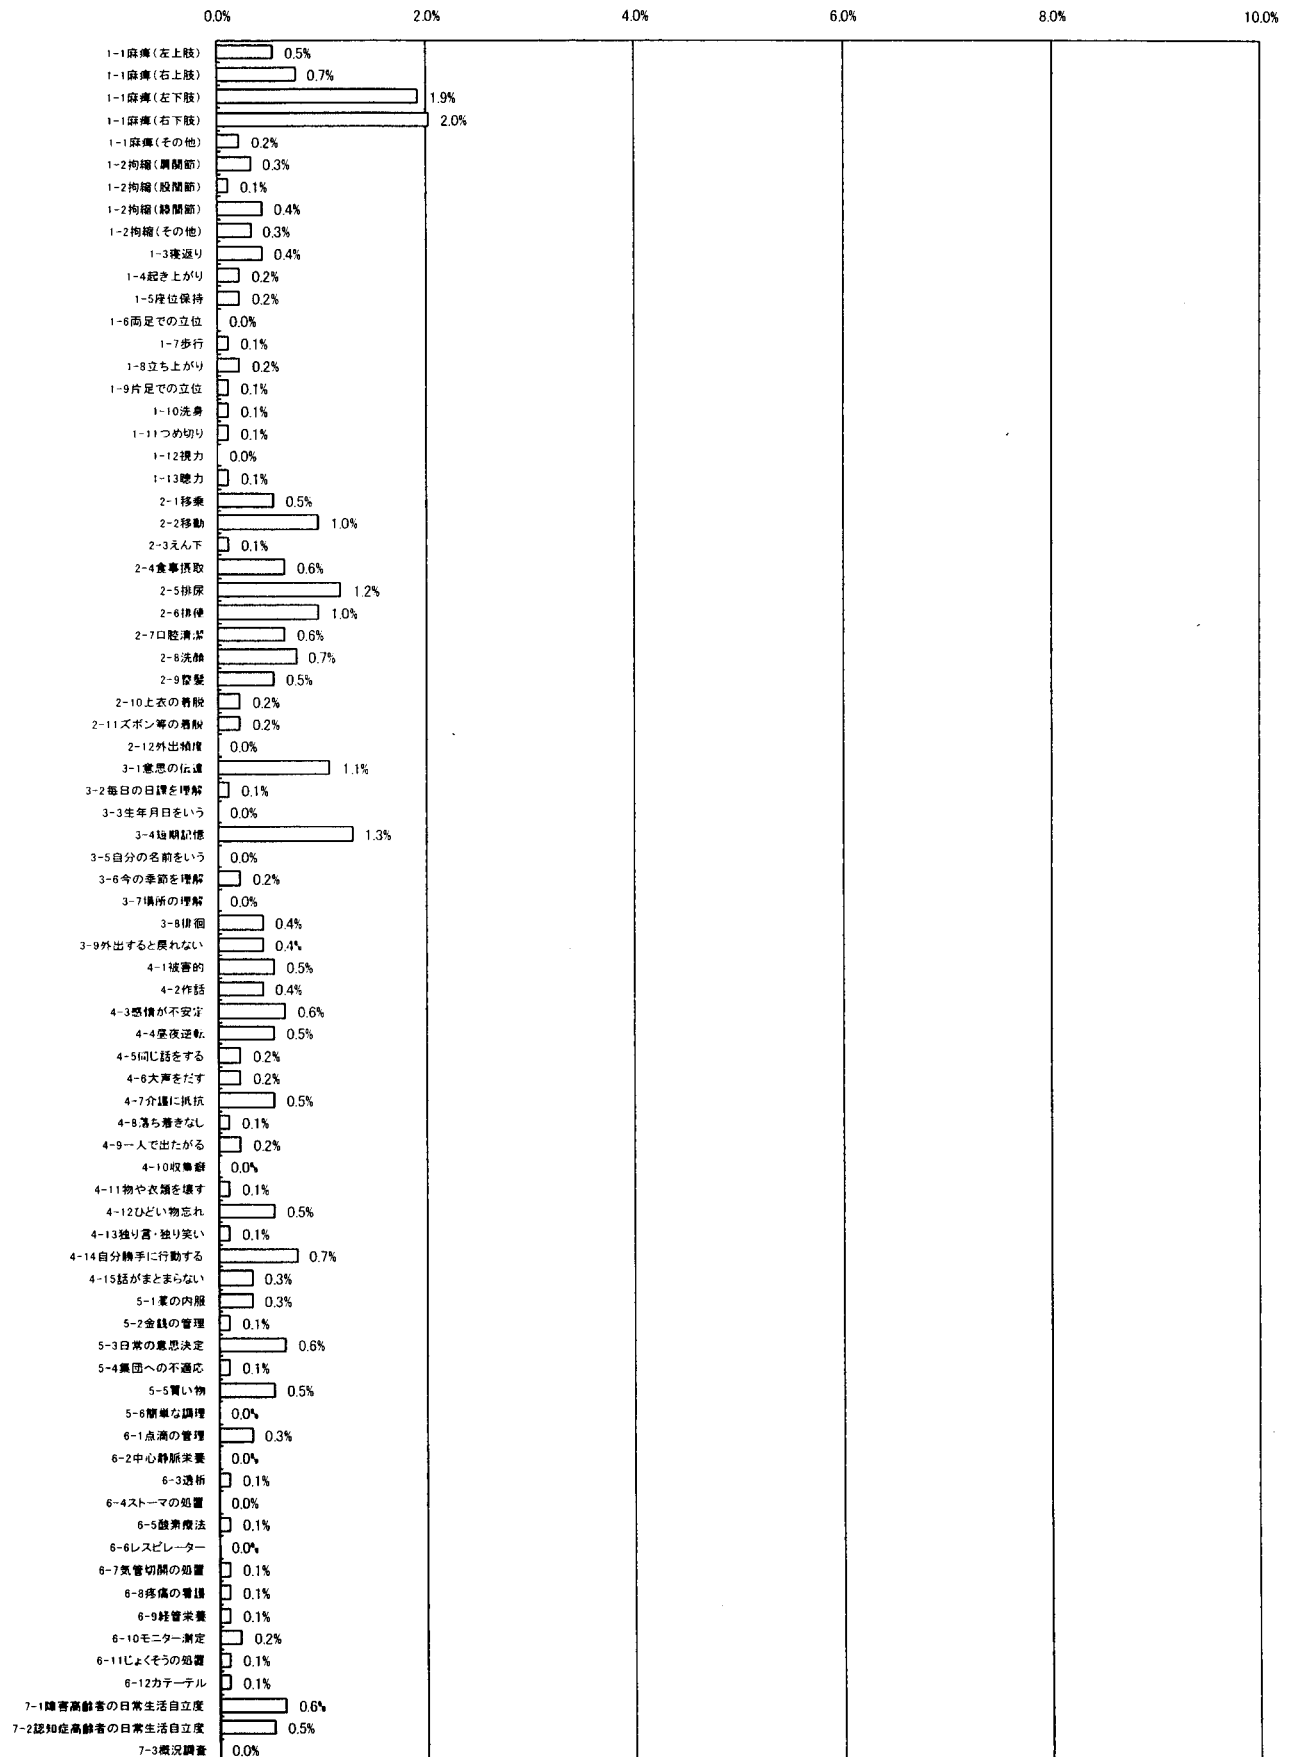 0.0% 2.0% 4.0% 6.0% 8.0% 10.0%
1-1麻痺(左上肢) 0.5%
1-1麻痺(右上肢) 0.7%
1-1麻痺(左下肢) 1.9%
1-1麻痺(右下肢) 2.0%
1-1麻痺(その他) 0.2%
1-2拘縮(肩関節) 0.3%
1-2拘縮(股関節) 0.1%
1-2拘縮(膝関節) 0.4%
1-2拘縮(その他) 0.3%
1-3寝返り 0.4%
1-4起き上がり 0.2%
1-5座位保持 0.2%
1-6両足での立位 0.0%
1-7歩行 0.1%
1-8立ち上がり 0.2%
1-9片足での立位 0.1%
1-10洗身 0.1%
1-11つめ切り 0.1%
1-12視力 0.0%
1-13聴力 0.1%
2-1移乗 0.5%
2-2移動 1.0%
2-3えん下 0.1%
2-4食事摂取 0.6%
2-5排尿 1.2%
2-6排便 1.0%
2-7口腔清潔 0.6%
2-8洗顔 0.7%
2-9整髪 0.5%
2-10上衣の着脱 0.2%
2-11ズボン等の着脱 0.2%
2-12外出頻度 0.0%
3-1意思の伝達 1.1%
3-2毎日の日課を理解 0.1%
3-3生年月日をいう 0.0%
3-4短期記憶 1.3%
3-5自分の名前をいう 0.0%
3-6今の季節を理解 0.2%
3-7場所の理解 0.0%
3-8徘徊 0.4%
3-9外出すると戻れない 0.4%
4-1被害的 0.5%
4-2作話 0.4%
4-3感情が不安定 0.6%
4-4昼夜逆転 0.5%
4-5同じ話をする 0.2%
4-6大声をだす 0.2%
4-7介護に抵抗 0.5%
4-8落ち着きなし 0.1%
4-9一人で出たがる 0.2%
4-10収集癖 0.0%
4-11物や衣類を壊す 0.1%
4-12ひどい物忘れ 0.5%
4-13独り言・独り笑い 0.1%
4-14自分勝手に行動する 0.7%
4-15話がまとまらない 0.3%
5-1薬の内服 0.3%
5-2金銭の管理 0.1%
5-3日常の意思決定 0.6%
5-4集団への不適応 0.1%
5-5買い物 0.5%
5-6簡単な調理 0.0%
6-1点滴の管理 0.3%
6-2中心静脈栄養 0.0%
6-3透析 0.1%
6-4ストーマの処置 0.0%
6-5酸素療法 0.1%
6-6レスピレーター 0.0%
6-7気管切開の処置 0.1%
6-8疼痛の看護 0.1%
6-9経管栄養 0.1%
6-10モニター測定 0.2%
6-11じょくそうの処置 0.1%
6-12カテーテル 0.1%
7-1障害高齢者の日常生活自立度 0.6%
7-2認知症高齢者の日常生活自立度 0.5%
7-3概況調査 0.0%